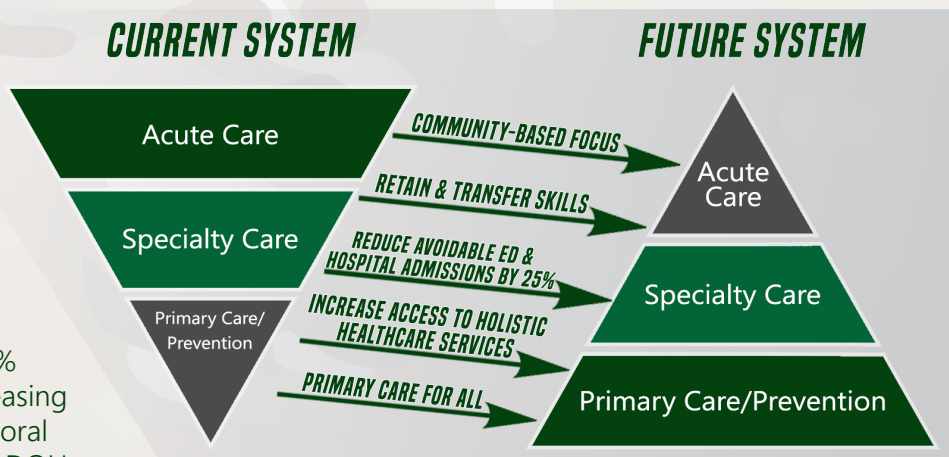 CURRENT SYSTEM
FUTURE SYSTEM
Acute Care
Specialty Care
Primary Care/
Prevention
COMMUNITY-BASED FOCUS
RETAIN & TRANSFER SKILLS
REDUCE AVOIDABLE ED &
HOSPITAL ADMISSIONS BY 25%
INCREASE ACCESS TO HOLISTIC
HEALTHCARE SERVICES
PRIMARY CARE FOR ALL
Acute
Care
Specialty Care
Primary Care/Prevention
%
oral